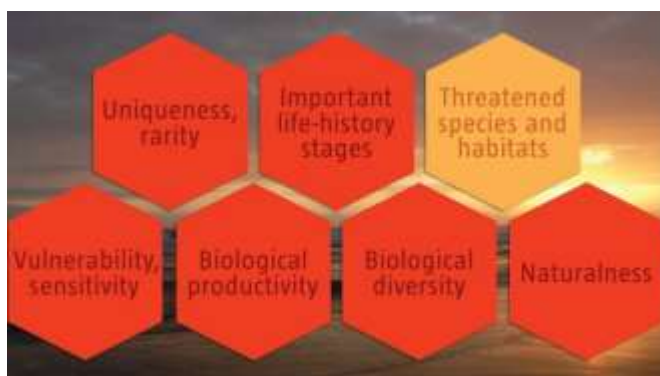 Uniqueness,
rarity
Important
life-history
stages
Threatened
species and
habitats
Vulnerability,
sensitivity
Biological
productivity
Biological
diversity
Naturalness